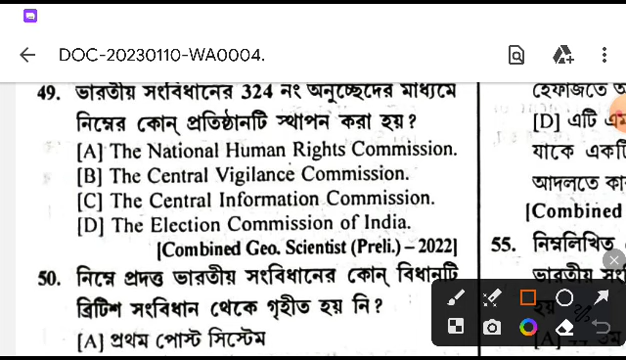 DOC-20230110-WA0004.
49. ভারতীয় সংবিধানের 324 নং অনুচ্ছেদের মাধ্যমে
নিম্নের কোন্ প্রতিষ্ঠানটি স্থাপন করা হয়?
[A] The National Human Rights Commission.
[B] The Central Vigilance Commission.
[C] The Central Information Commission.
[D] The Election Commission of India.
[Combined Geo. Scientist (Preli.) – 2022]
50. নিম্নে প্রদত্ত ভারতীয় সংবিধানের কোন্ বিধানটি
ব্রিটিশ সংবিধান থেকে গৃহীত হয় নি?
[A] প্রথম পোস্ট সিস্টেম
হেফাজতে
[D] এটি
যাকে একটি
আদালতে
[Combined
55. নিম্নলিখিত
ভারতীয়